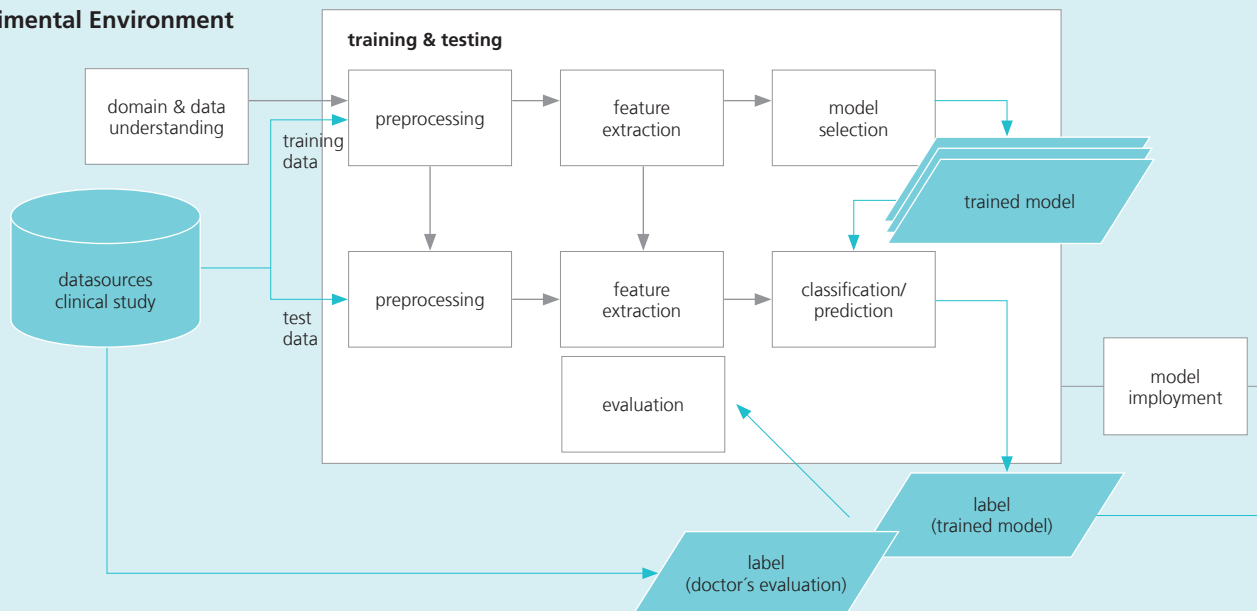 imental Environment
training & testing
domain & data
understanding
preprocessing
feature
extraction
model
selection
training
data
trained model
datasources
clinical study
preprocessing
feature
extraction
classification/
prediction
test
data
evaluation
model
imployment
label
(trained model)
label
(doctor´s evaluation)